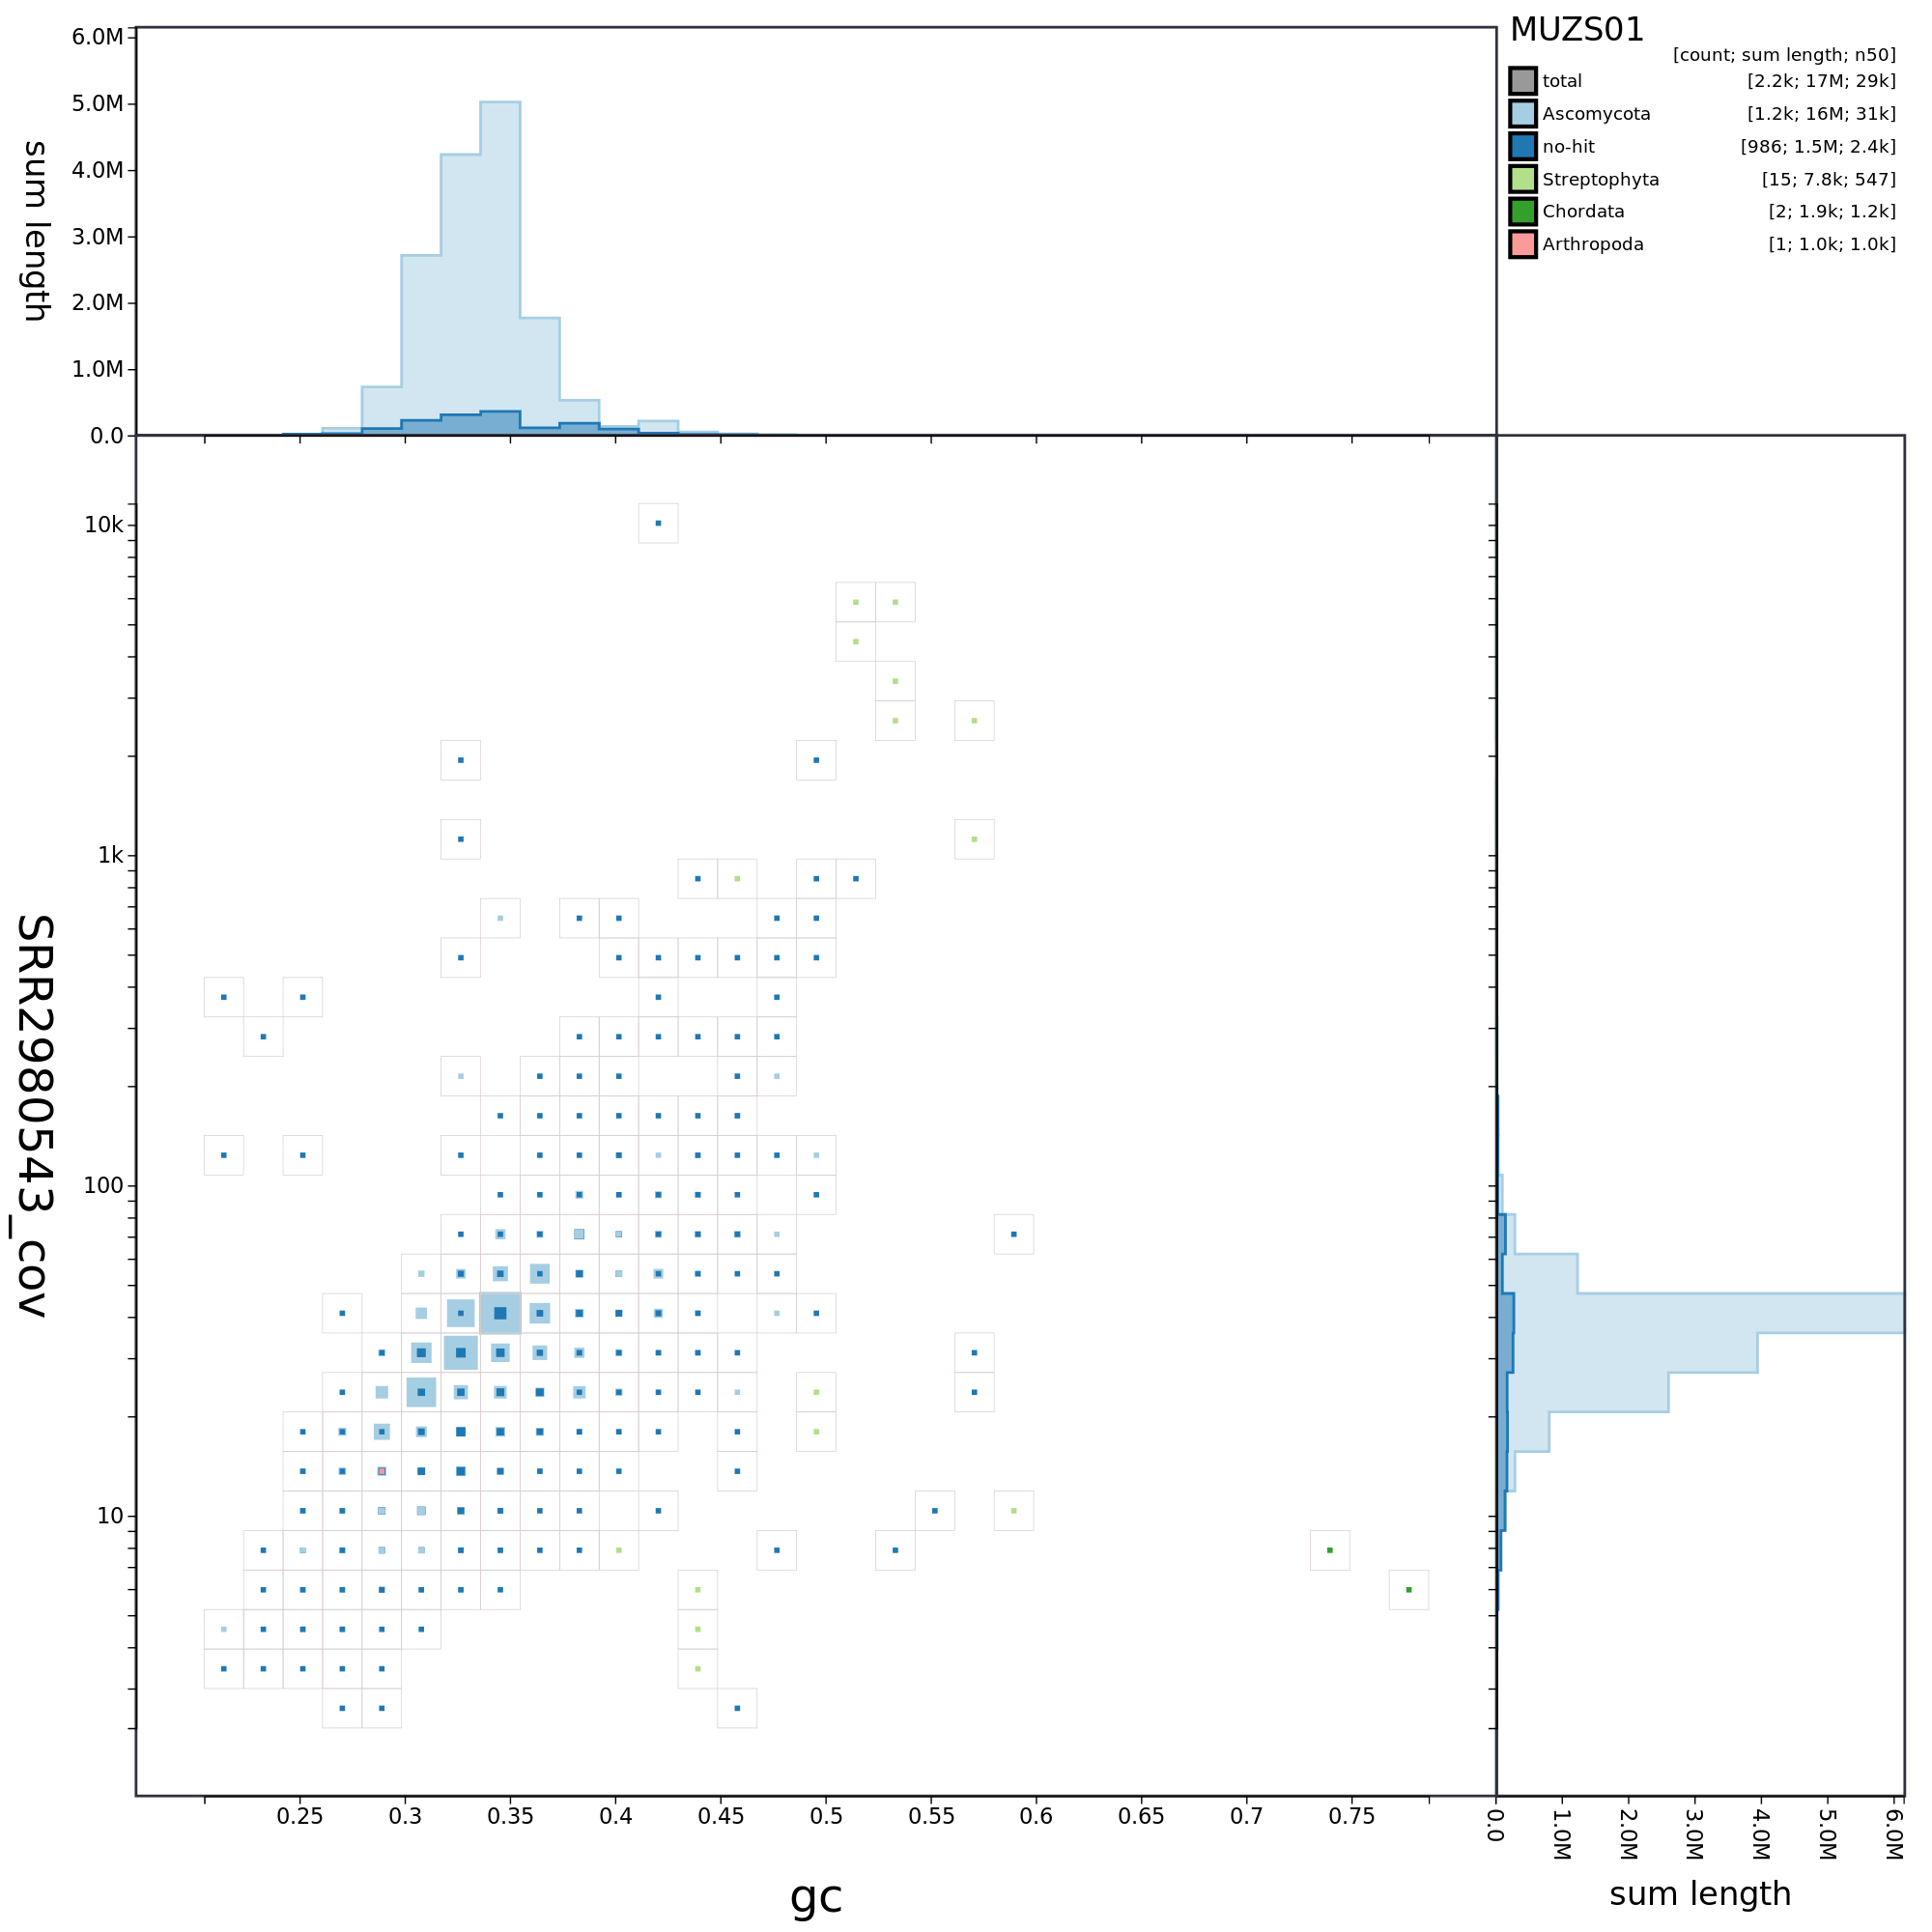 MUZS01
[count; sum length; n50]
total [2.2k; 17M; 29k]
Ascomycota [1.2k; 16M; 31k]
no-hit [986; 1.5M; 2.4k]
Streptophyta [15; 7.8k; 547]
Chordata [2; 1.9k; 1.2k]
Arthropoda [1; 1.0k; 1.0k]
sum length
6.0M
5.0M
4.0M
3.0M
2.0M
1.0M
0.0
SRR2980543_cov
10k
1k
100
10
0.25 0.3 0.35 0.4 0.45 0.5 0.55 0.6 0.65 0.7 0.75
gc
0.0 1.0M 2.0M 3.0M 4.0M 5.0M 6.0M
sum length